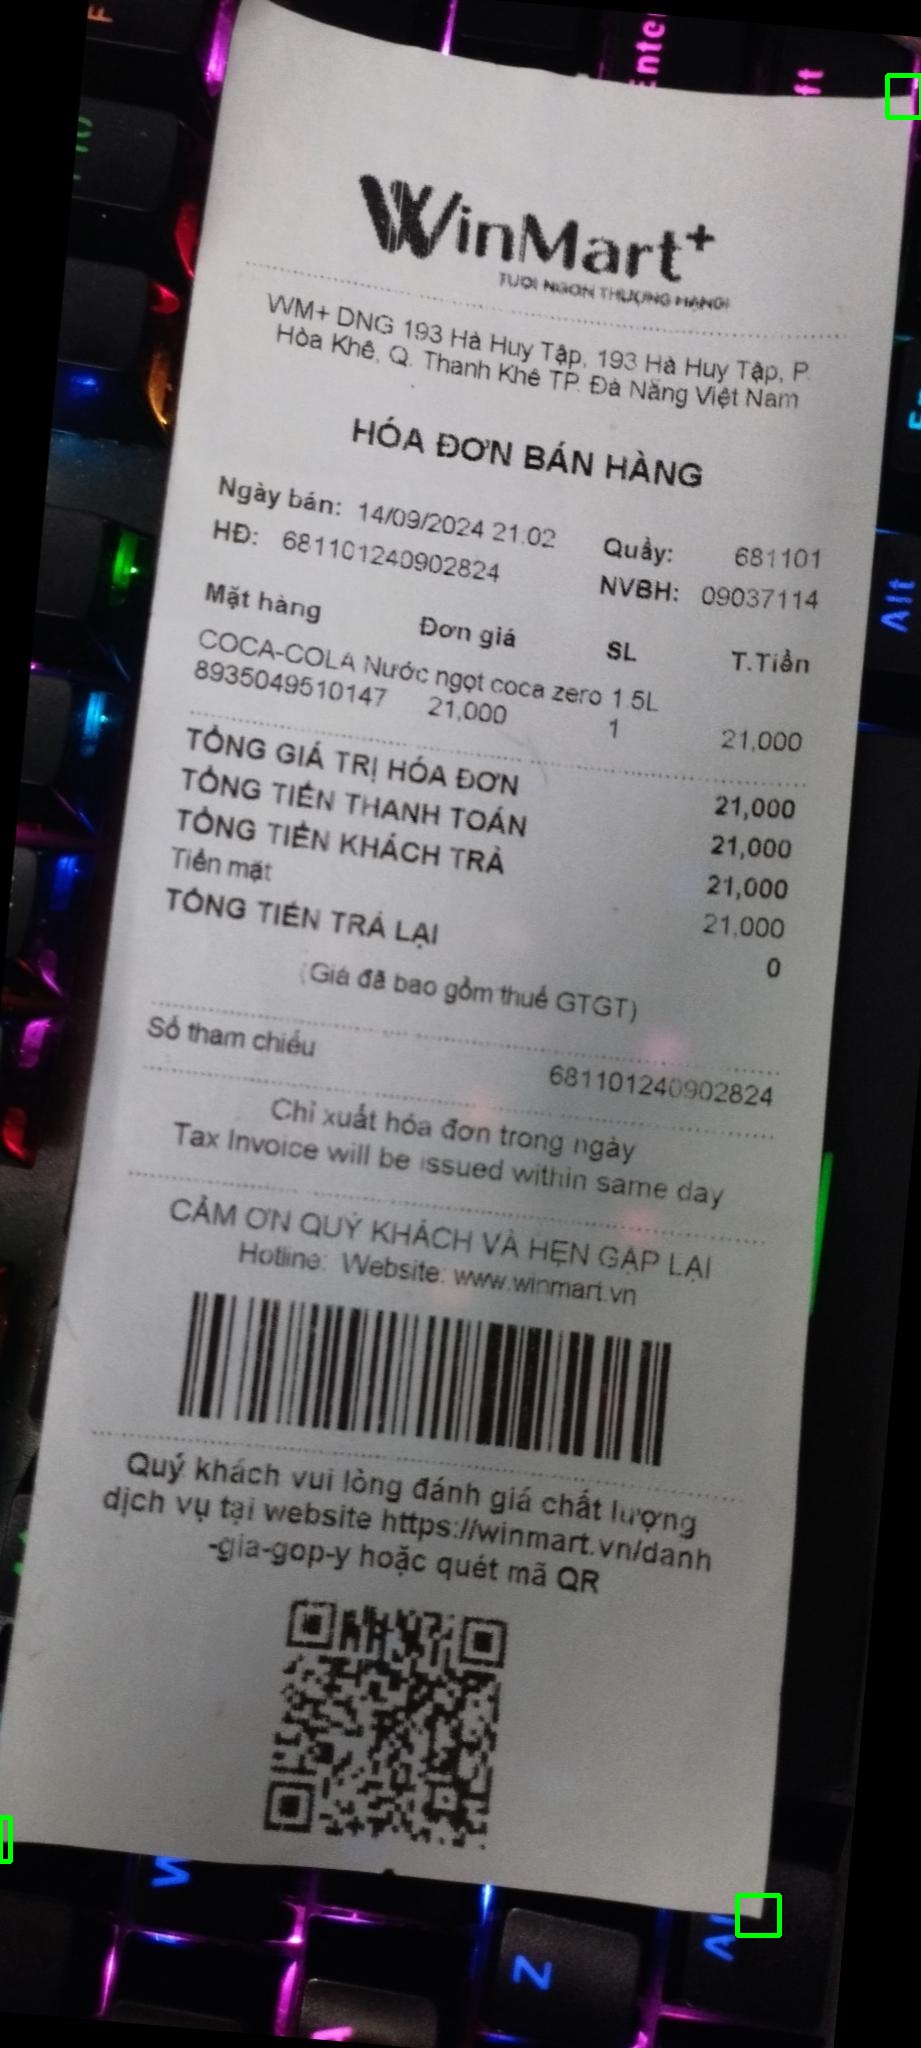 Enter
WinMart+
TƯƠI NGON THƯỢNG HẠNG!
WM+ DNG 193 Hà Huy Tập, 193 Hà Huy Tập, P.
Hòa Khê, Q. Thanh Khê TP. Đà Nẵng Việt Nam
HÓA ĐƠN BÁN HÀNG
Ngày bán: 14/09/2024 21:02 Quầy: 681101
HĐ: 681101240902824 NVBH: 09037114
Mặt hàng Đơn giá SL T.Tiền
COCA-COLA Nước ngọt coca zero 1.5L
8935049510147 21,000 1 21,000
TỔNG GIÁ TRỊ HÓA ĐƠN 21,000
TỔNG TIỀN THANH TOÁN 21,000
TỔNG TIỀN KHÁCH TRẢ 21,000
Tiền mặt 21,000
TỔNG TIỀN TRẢ LẠI 0
(Giá đã bao gồm thuế GTGT)
Số tham chiếu 681101240902824
Chỉ xuất hóa đơn trong ngày
Tax Invoice will be issued within same day
CẢM ƠN QUÝ KHÁCH VÀ HẸN GẶP LẠI
Hotline: Website: www.winmart.vn
Quý khách vui lòng đánh giá chất lượng
dịch vụ tại website https://winmart.vn/danh
-gia-gop-y hoặc quét mã QR
Alt
Z